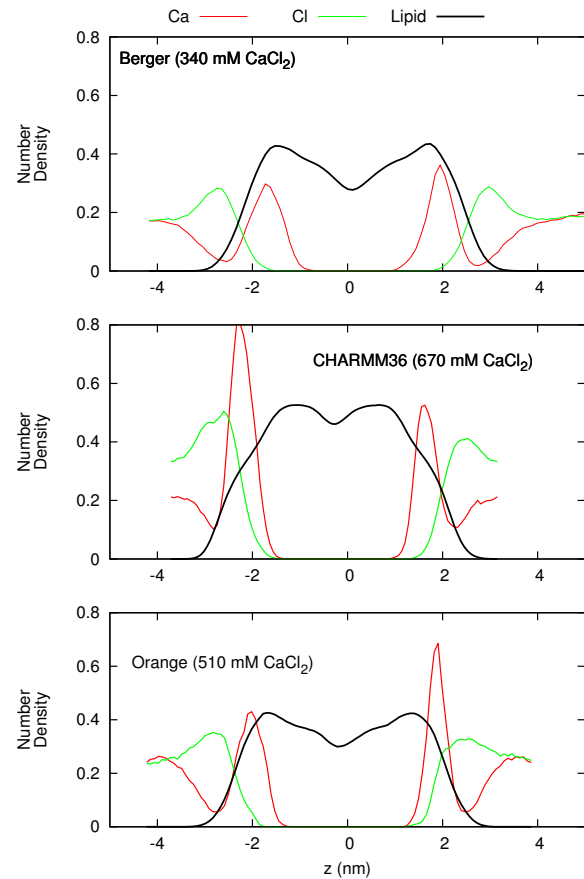 Ca Cl Lipid
Berger (340 mM CaCl2)
Number
Density
0.8
0.6
0.4
0.2
0
-4 -2 0 2 4
CHARMM36 (670 mM CaCl2)
Number
Density
0.8
0.6
0.4
0.2
0
-4 -2 0 2 4
Orange (510 mM CaCl2)
Number
Density
0.8
0.6
0.4
0.2
0
-4 -2 0 2 4
z (nm)